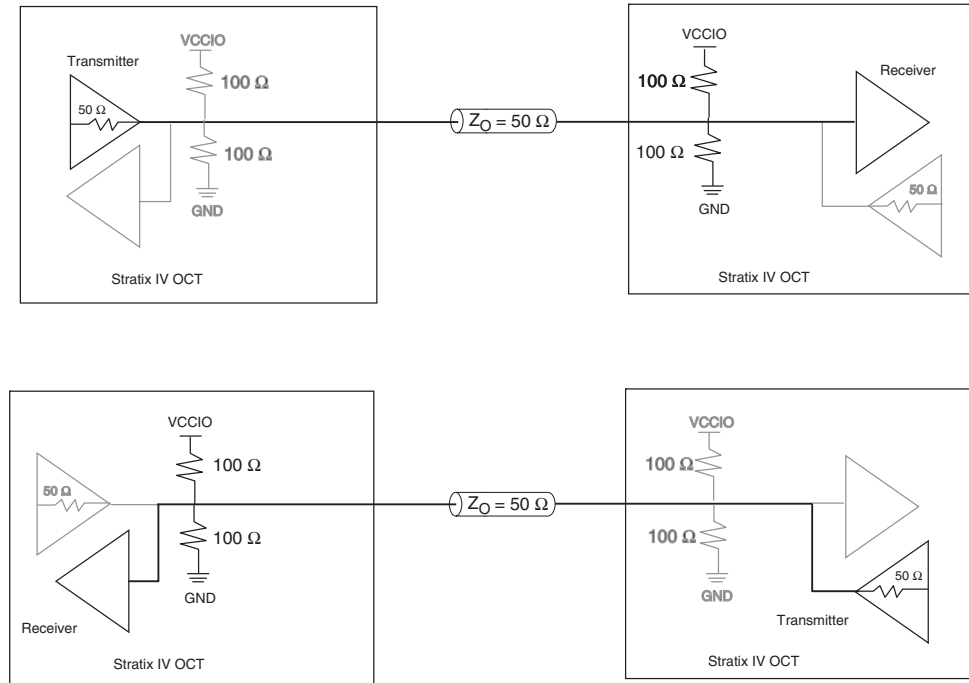 VCCIO
Transmitter
100 Ω
50 Ω
100 Ω
GND
Stratix IV OCT
Z_O = 50 Ω
VCCIO
Receiver
100 Ω
100 Ω
50 Ω
GND
Stratix IV OCT
VCCIO
100 Ω
50 Ω
100 Ω
GND
Receiver
Stratix IV OCT
Z_O = 50 Ω
VCCIO
100 Ω
100 Ω
50 Ω
GND
Transmitter
Stratix IV OCT